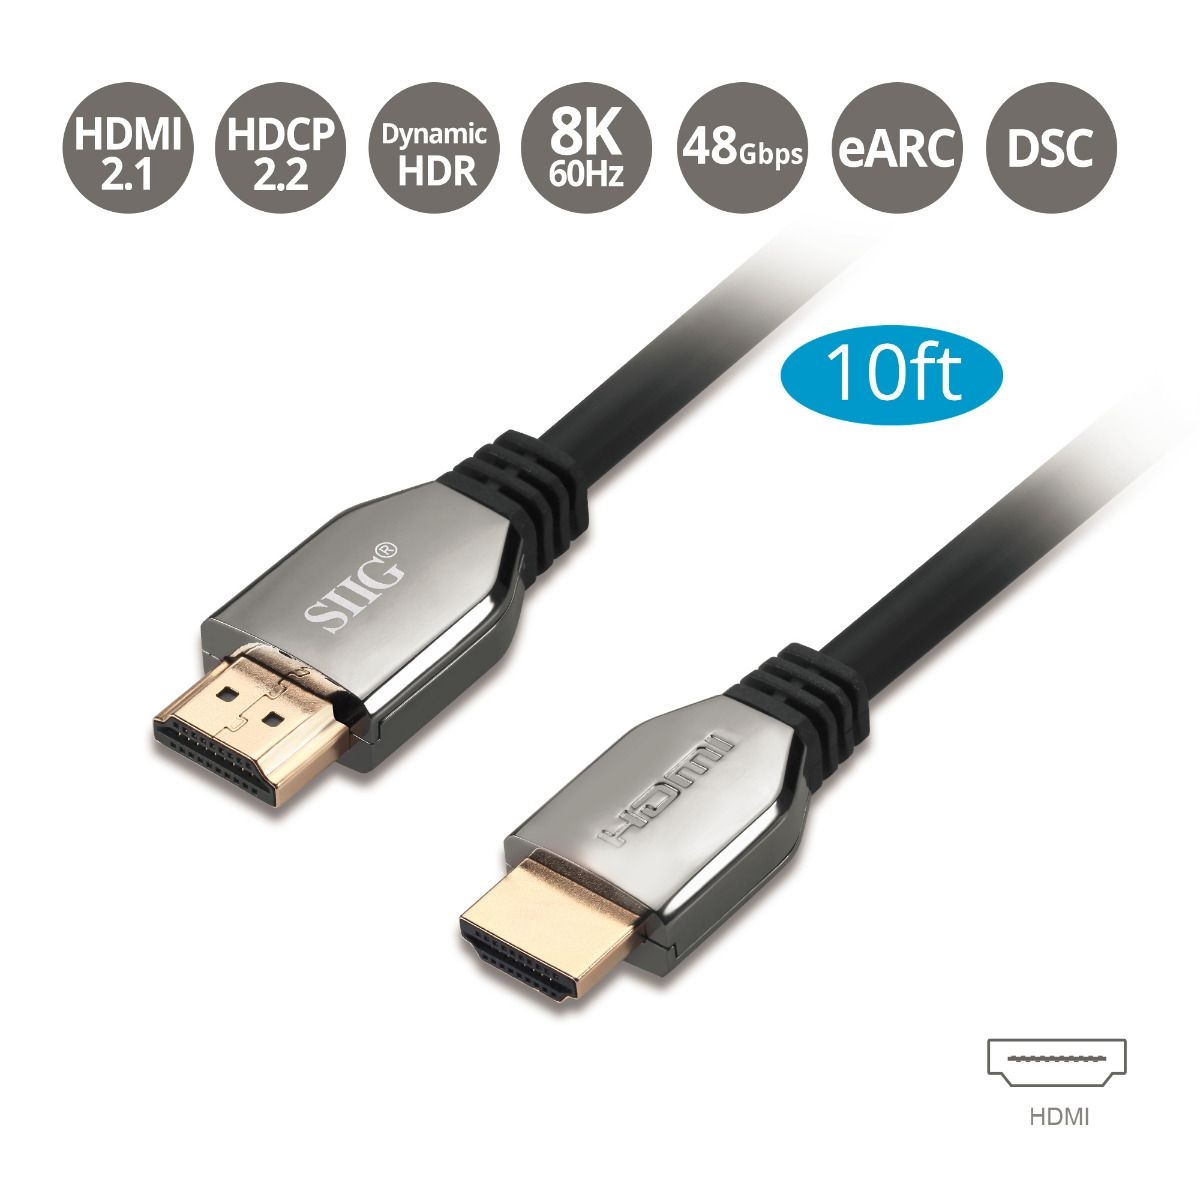 HDMI
2.1
HDCP
2.2
Dynamic
HDR
8K
60Hz
48Gbps
eARC
DSC
10ft
SIIG®
HDMI
HDMI